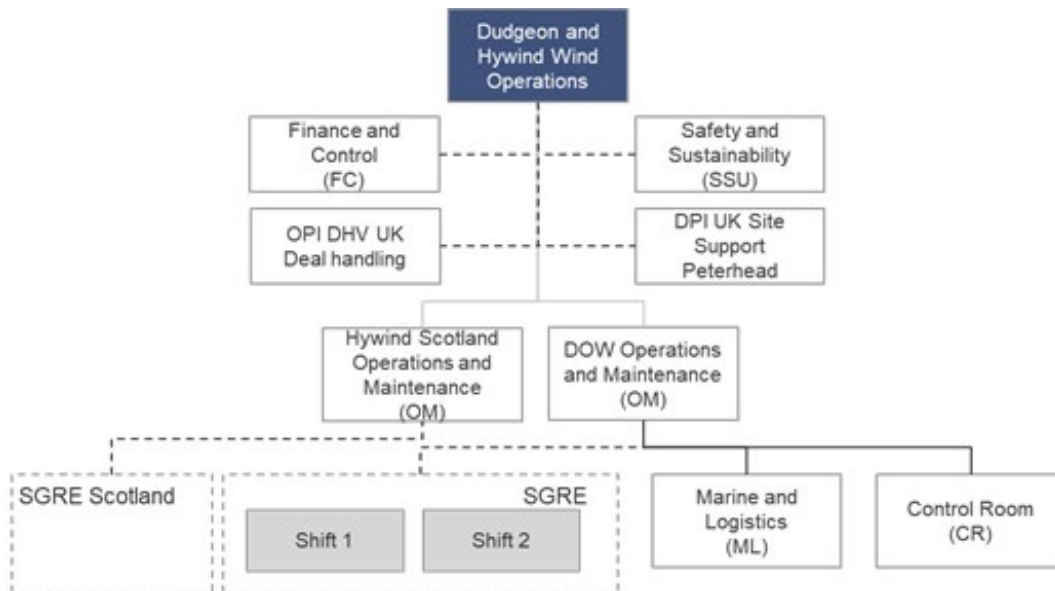 Dudgeon and
Hywind Wind
Operations
Finance and
Control
(FC)
Safety and
Sustainability
(SSU)
OPI DHV UK
Deal handling
DPI UK Site
Support
Peterhead
Hywind Scotland
Operations and
Maintenance
(OM)
DOW Operations
and Maintenance
(OM)
SGRE Scotland
SGRE
Shift 1
Shift 2
Marine and
Logistics
(ML)
Control Room
(CR)